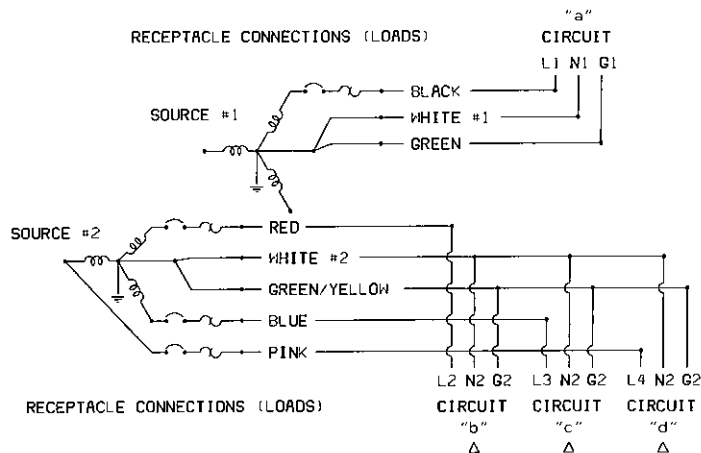 "a"
RECEPTACLE CONNECTIONS (LOADS)
CIRCUIT
L1 N1 G1
BLACK
SOURCE #1
WHITE #1
GREEN
RED
SOURCE #2
WHITE #2
GREEN/YELLOW
BLUE
PINK
L2 N2 G2 L3 N2 G2 L4 N2 G2
RECEPTACLE CONNECTIONS (LOADS)
CIRCUIT CIRCUIT CIRCUIT
"b" "c" "d"
Δ Δ Δ